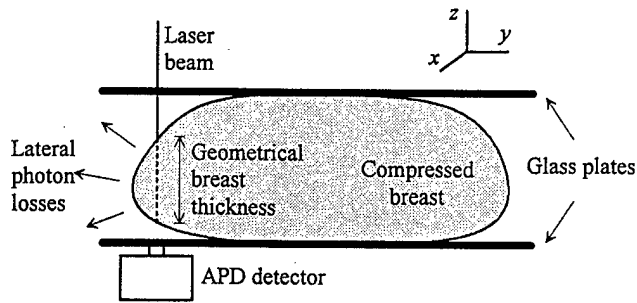 Laser
beam
z
y
x
Lateral
photon
losses
Geometrical
breast
thickness
Compressed
breast
Glass plates
APD detector